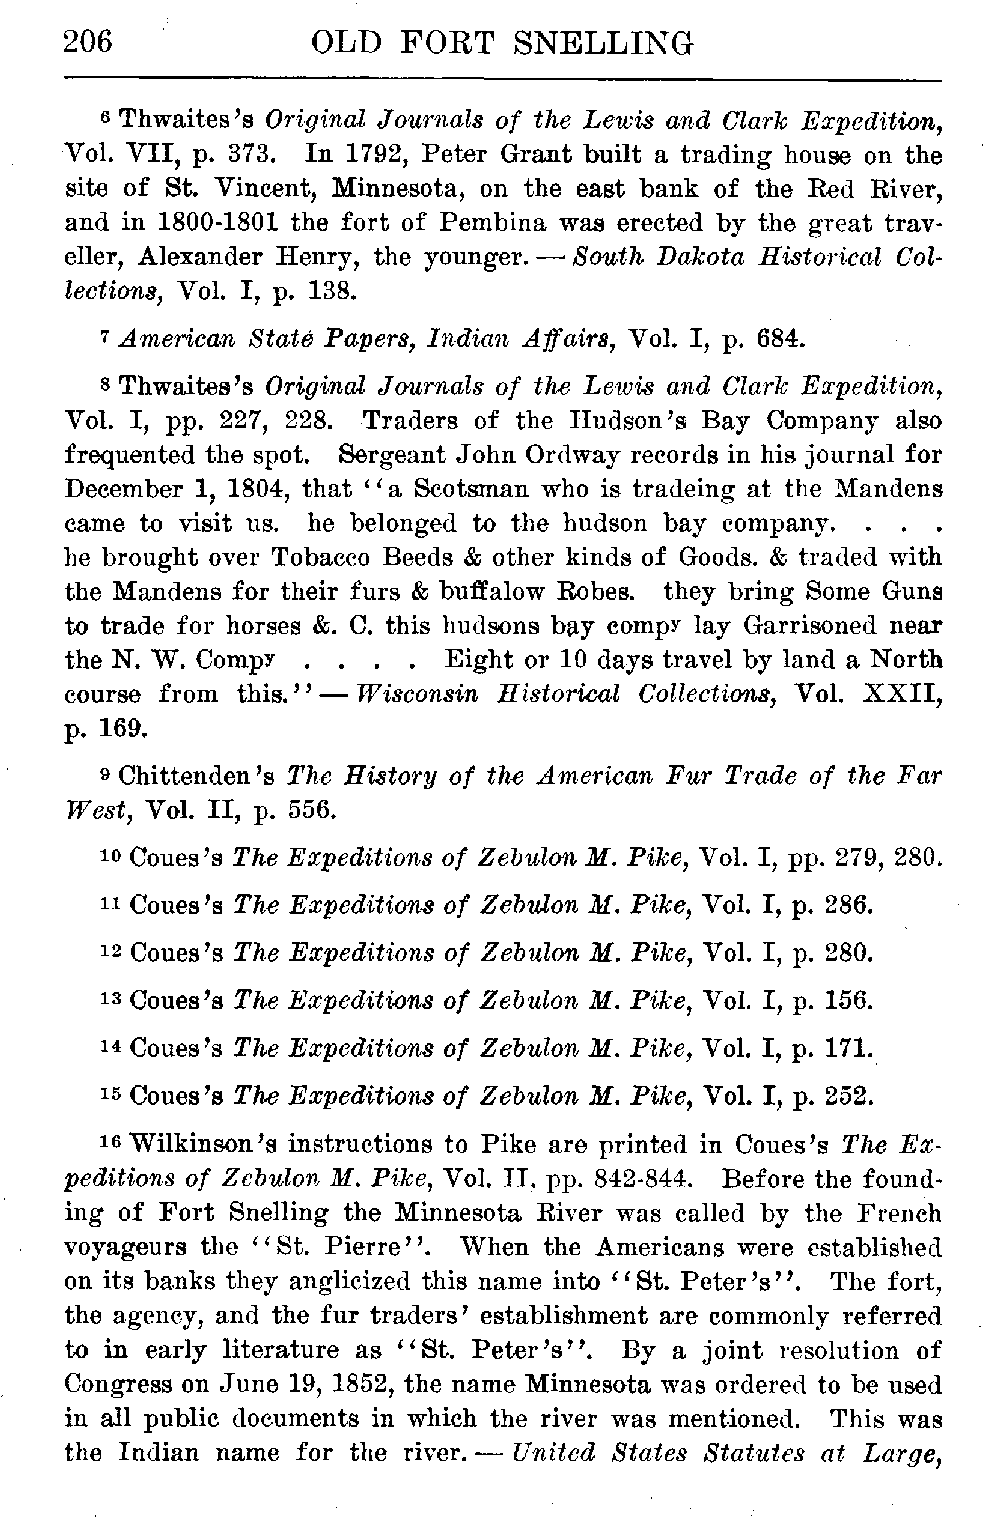 206 OLD FORT SNELLING
6 Thwaites's Original Journals of the Lewis and Clark Expedition,
Vol. VII, p. 373. In 1792, Peter Grant built a trading house on the
site of St. Vincent, Minnesota, on the east bank of the Red River,
and in 1800-1801 the fort of Pembina was erected by the great trav-
eller, Alexander Henry, the younger. — South Dakota Historical Col-
lections, Vol. I, p. 138.
7 American State Papers, Indian Affairs, Vol. I, p. 684.
8 Thwaites's Original Journals of the Lewis and Clark Expedition,
Vol. I, pp. 227, 228. Traders of the Hudson's Bay Company also
frequented the spot. Sergeant John Ordway records in his journal for
December 1, 1804, that ''a Scotsman who is tradeing at the Mandens
came to visit us. he belonged to the hudson bay company. . . .
he brought over Tobacco Beeds & other kinds of Goods. & traded with
the Mandens for their furs & buffalow Robes. they bring Some Guns
to trade for horses &. C. this hudsons bay compy lay Garrisoned near
the N. W. Compy . . . . Eight or 10 days travel by land a North
course from this.'' — Wisconsin Historical Collections, Vol. XXII,
p. 169.
9 Chittenden's The History of the American Fur Trade of the Far
West, Vol. II, p. 556.
10 Coues's The Expeditions of Zebulon M. Pike, Vol. I, pp. 279, 280.
11 Coues's The Expeditions of Zebulon M. Pike, Vol. I, p. 286.
12 Coues's The Expeditions of Zebulon M. Pike, Vol. I, p. 280.
13 Coues's The Expeditions of Zebulon M. Pike, Vol. I, p. 156.
14 Coues's The Expeditions of Zebulon M. Pike, Vol. I, p. 171.
15 Coues's The Expeditions of Zebulon M. Pike, Vol. I, p. 252.
16 Wilkinson's instructions to Pike are printed in Coues's The Ex-
peditions of Zebulon M. Pike, Vol. II, pp. 842-844. Before the found-
ing of Fort Snelling the Minnesota River was called by the French
voyageurs the ''St. Pierre''. When the Americans were established
on its banks they anglicized this name into ''St. Peter's''. The fort,
the agency, and the fur traders' establishment are commonly referred
to in early literature as ''St. Peter's''. By a joint resolution of
Congress on June 19, 1852, the name Minnesota was ordered to be used
in all public documents in which the river was mentioned. This was
the Indian name for the river. — United States Statutes at Large,